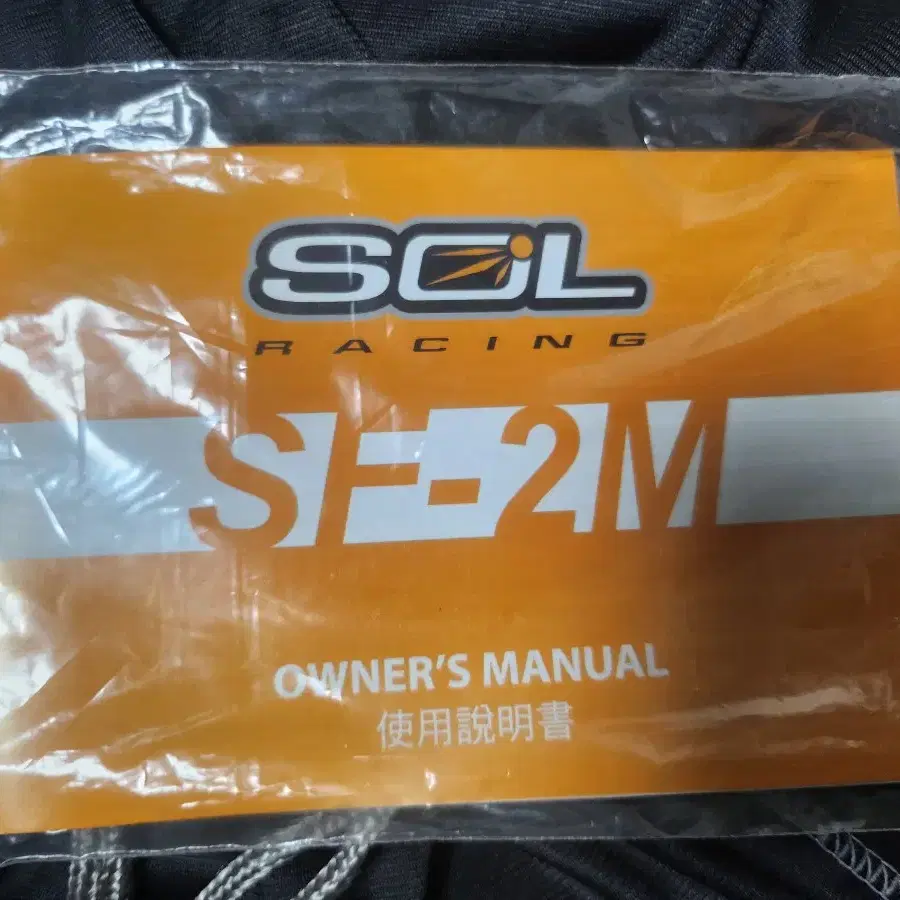 SOL
RACING
SF-2M
OWNER'S MANUAL
使用說明書